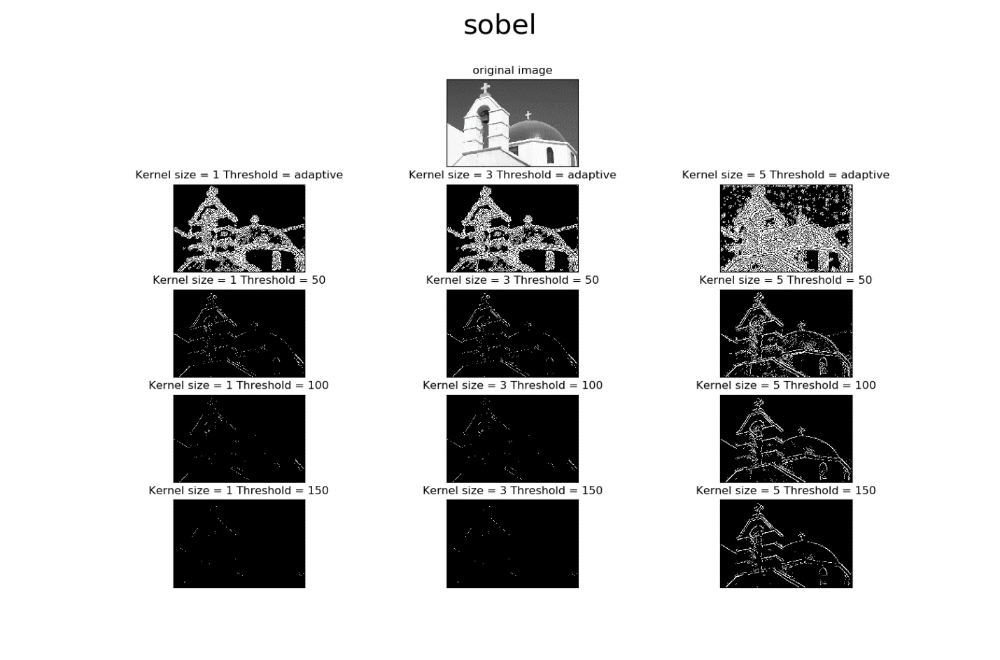 sobel
original image
Kernel size = 1 Threshold = adaptive
Kernel size = 3 Threshold = adaptive
Kernel size = 5 Threshold = adaptive
Kernel size = 1 Threshold = 50
Kernel size = 3 Threshold = 50
Kernel size = 5 Threshold = 50
Kernel size = 1 Threshold = 100
Kernel size = 3 Threshold = 100
Kernel size = 5 Threshold = 100
Kernel size = 1 Threshold = 150
Kernel size = 3 Threshold = 150
Kernel size = 5 Threshold = 150